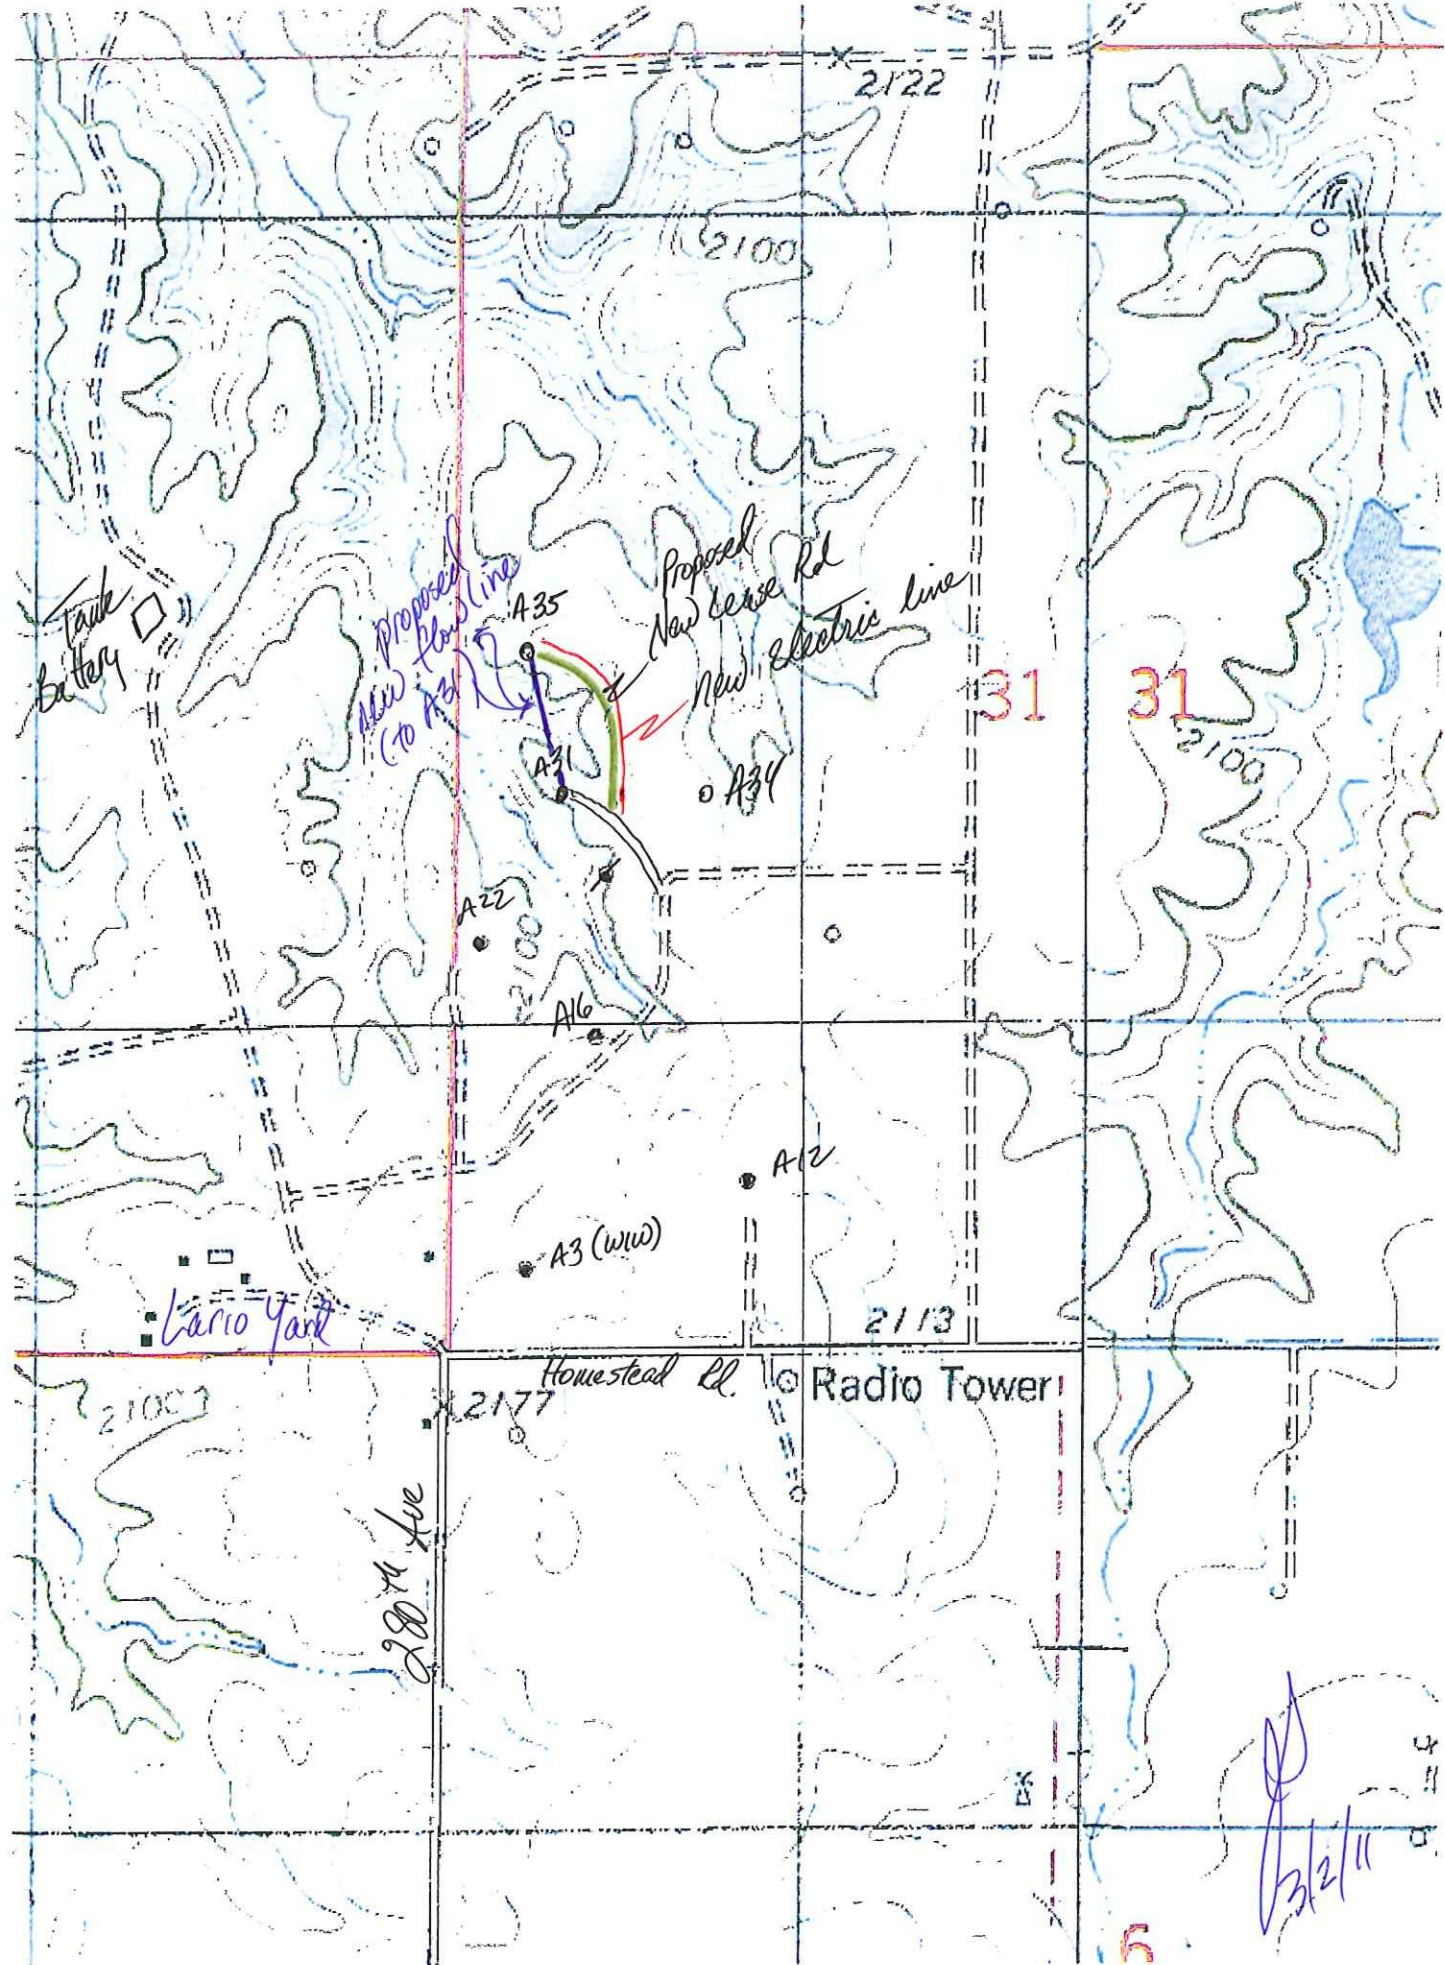 2122
2100
Proposed
New Lease Rd
New electric line
Proposed
New flow line
(to A31)
A35
Tank
Battery
31
31
2100
A31
A34
A22
2100
A16
A12
A3 (WIW)
Lario Yard
2113
Homestead Rd.
Radio Tower
2177
280th Ave
3/2/11
6